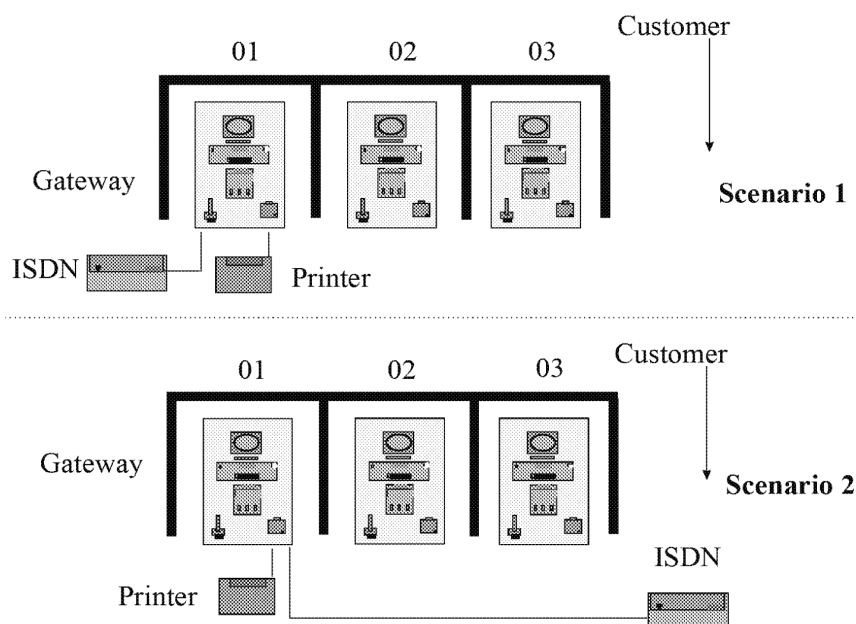 Customer
01 02 03
Gateway
Scenario 1
ISDN
Printer
Customer
01 02 03
Gateway
Scenario 2
ISDN
Printer